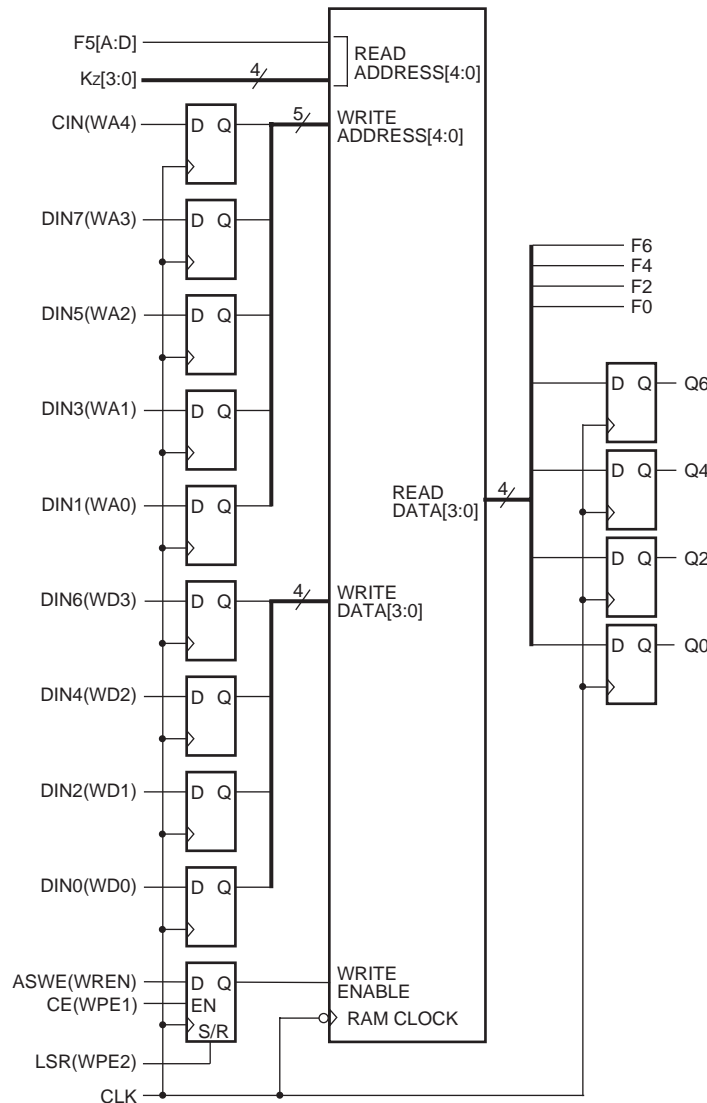 F5[A:D]
KZ[3:0]
4
READ
ADDRESS[4:0]
CIN(WA4)
D Q
5
WRITE
ADDRESS[4:0]
DIN7(WA3)
D Q
DIN5(WA2)
D Q
DIN3(WA1)
D Q
DIN1(WA0)
D Q
DIN6(WD3)
D Q
4
WRITE
DATA[3:0]
DIN4(WD2)
D Q
DIN2(WD1)
D Q
DIN0(WD0)
D Q
ASWE(WREN)
D Q
CE(WPE1)
EN
S/R
LSR(WPE2)
CLK
WRITE
ENABLE
RAM CLOCK
READ
DATA[3:0]
4
F6
F4
F2
F0
D Q
Q6
D Q
Q4
D Q
Q2
D Q
Q0